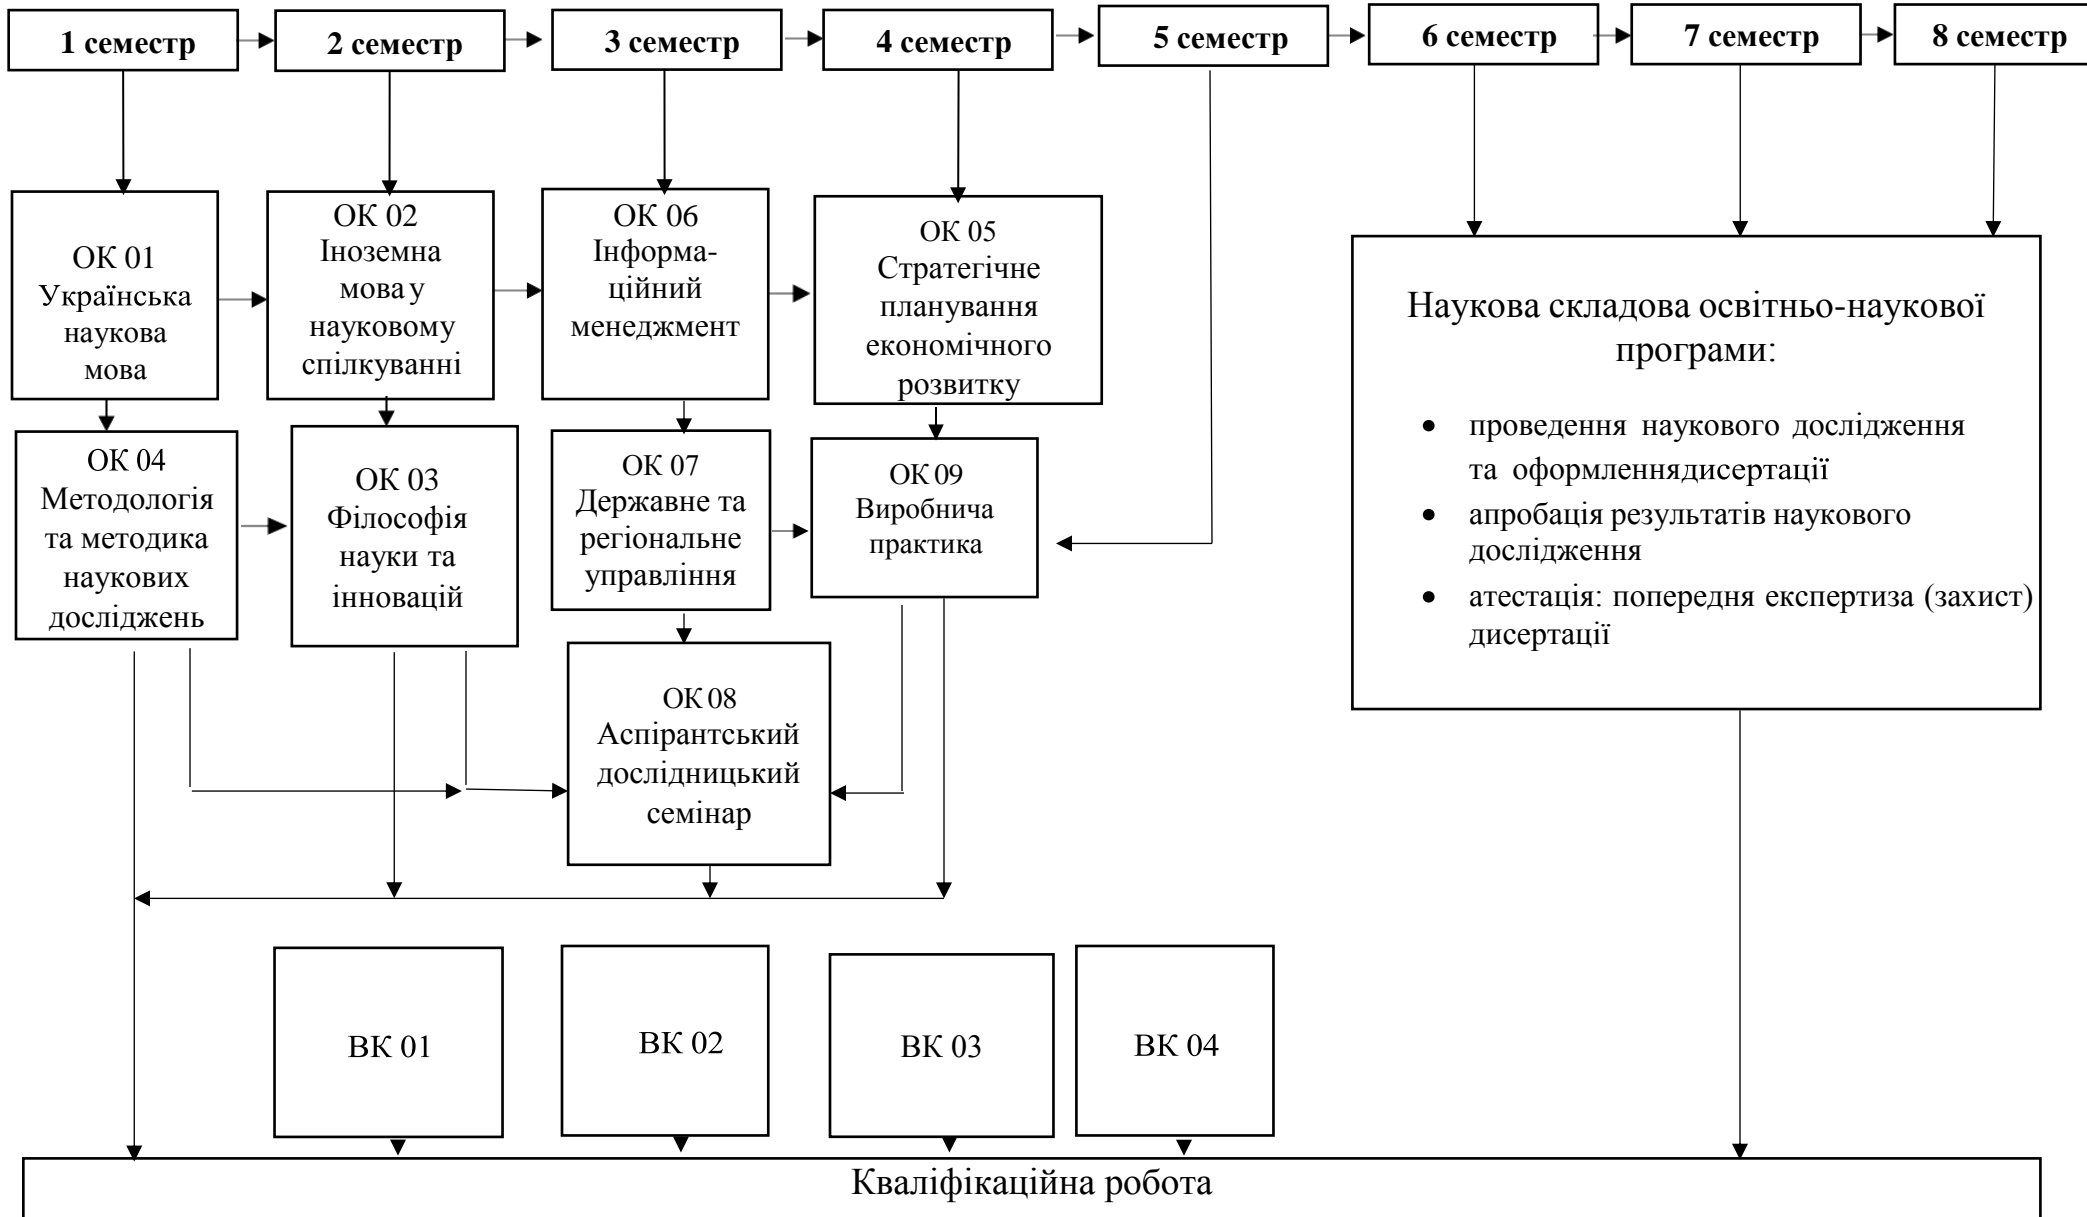 1 семестр
2 семестр
3 семестр
4 семестр
5 семестр
6 семестр
7 семестр
8 семестр
ОК 01
Українська
наукова
мова
ОК 02
Іноземна
мова у
науковому
спілкуванні
ОК 06
Інформа-
ційний
менеджмент
ОК 05
Стратегічне
планування
економічного
розвитку
Наукова складова освітньо-наукової
програми:
• проведення наукового дослідження
та оформленнядисертації
• апробація результатів наукового
дослідження
• атестація: попередня експертиза (захист)
дисертації
ОК 04
Методологія
та методика
наукових
досліджень
ОК 03
Філософія
науки та
інновацій
ОК 07
Державне та
регіональне
управління
ОК 09
Виробнича
практика
ОК 08
Аспірантський
дослідницький
семінар
ВК 01
ВК 02
ВК 03
ВК 04
Кваліфікаційна робота